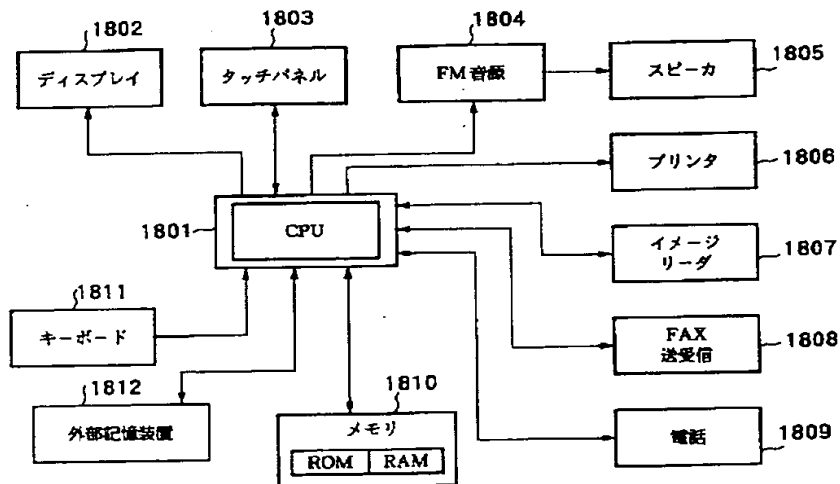 1802
ディスプレイ
1803
タッチパネル
1804
FM音源
スピーカ
1805
プリンタ
1806
1801
CPU
イメージ
リーダ
1807
1811
キーボード
FAX
送受信
1808
1812
外部記憶装置
1810
メモリ
ROM RAM
電話
1809